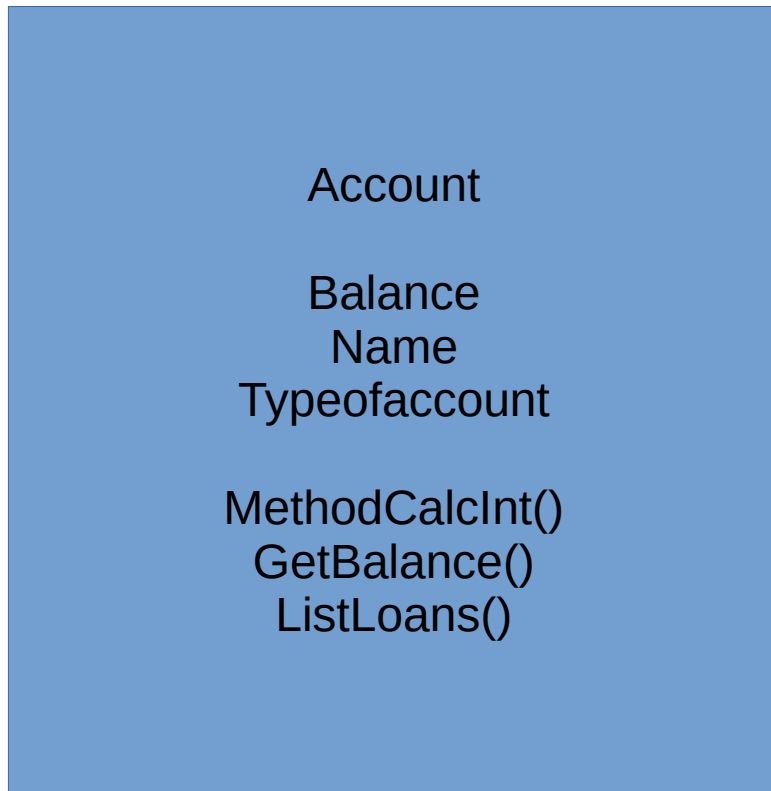 Account
Balance
Name
Typeofaccount
MethodCalcInt()
GetBalance()
ListLoans()